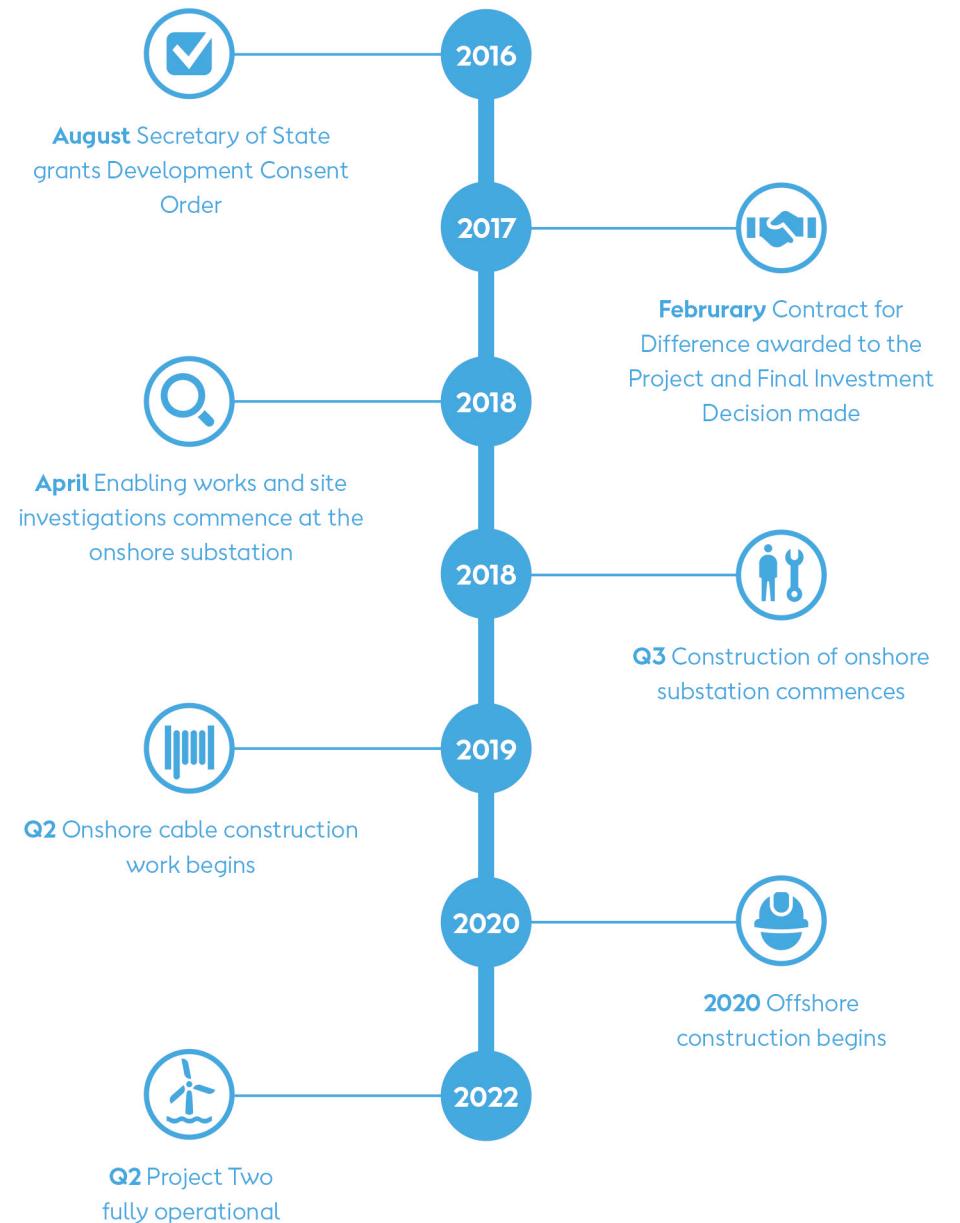 2016
August Secretary of State
grants Development Consent
Order
2017
Februrary Contract for
Difference awarded to the
Project and Final Investment
Decision made
2018
April Enabling works and site
investigations commence at the
onshore substation
2018
Q3 Construction of onshore
substation commences
2019
Q2 Onshore cable construction
work begins
2020
2020 Offshore
construction begins
2022
Q2 Project Two
fully operational